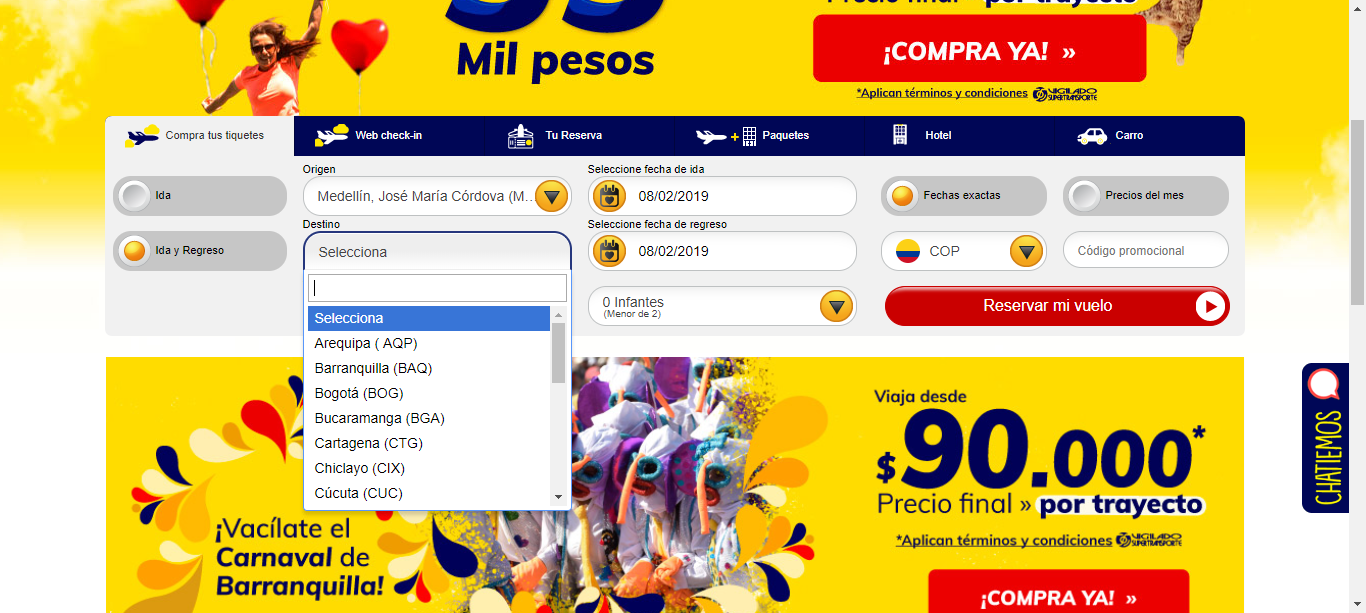 Mil pesos
¡COMPRA YA! »
*Aplican términos y condiciones VIGILADO SUPERTRANSPORTE
Compra tus tiquetes
Web check-in
Tu Reserva
Paquetes
Hotel
Carro
Ida
Ida y Regreso
Origen
Medellín, José María Córdova (M...
Destino
Selecciona
Selecciona
Arequipa ( AQP)
Barranquilla (BAQ)
Bogotá (BOG)
Bucaramanga (BGA)
Cartagena (CTG)
Chiclayo (CIX)
Cúcuta (CUC)
Seleccione fecha de ida
08/02/2019
Seleccione fecha de regreso
08/02/2019
0 Infantes
(Menor de 2)
Fechas exactas
Precios del mes
COP
Código promocional
Reservar mi vuelo
CHATIEMOS
¡Vacílate el
Carnaval de
Barranquilla!
Viaja desde
$90.000*
Precio final » por trayecto
*Aplican términos y condiciones VIGILADO SUPERTRANSPORTE
¡COMPRA YA! »